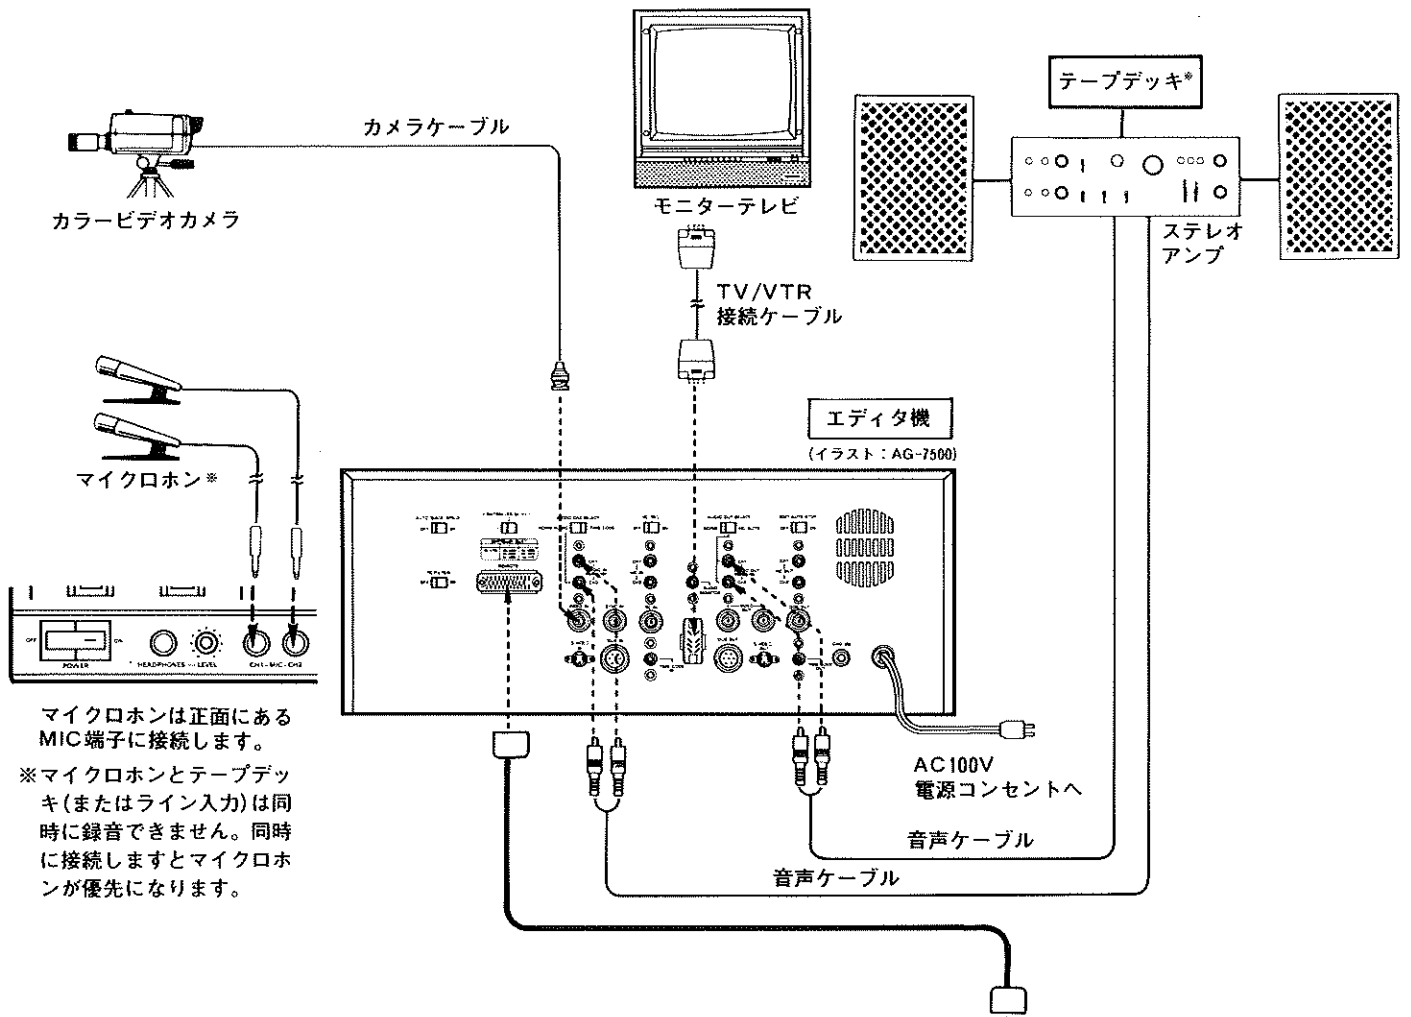 テープデッキ※
カメラケーブル
カラービデオカメラ
モニターテレビ
ステレオ
アンプ
TV/VTR
接続ケーブル
エディタ機
(イラスト：AG-7500)
マイクロホン※
REMOTE
OFF
ON
POWER
HEADPHONES
LEVEL
CH1-MIC-CH2
マイクロホンは正面にある
MIC端子に接続します。
※マイクロホンとテープデッ
キ(またはライン入力)は同
時に録音できません。同時
に接続しますとマイクロホ
ンが優先になります。
AC100V
電源コンセントへ
音声ケーブル
音声ケーブル